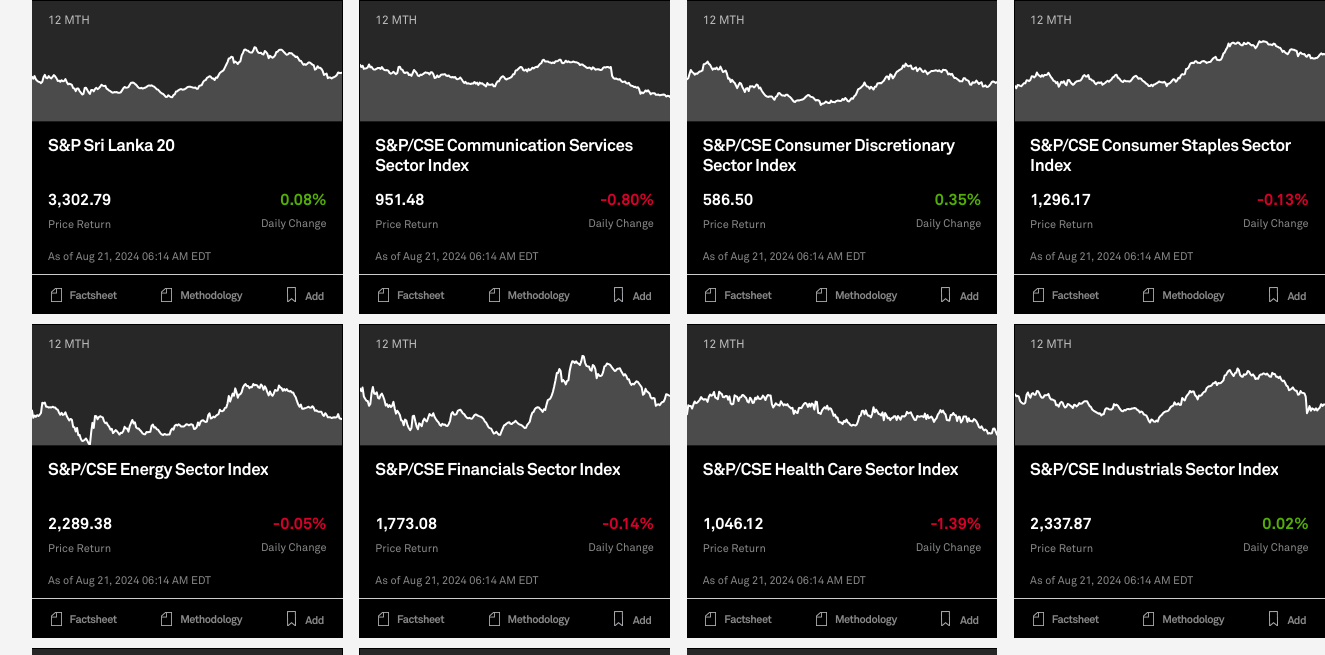 12 MTH
S&P Sri Lanka 20
3,302.79 0.08%
Price Return Daily Change
As of Aug 21, 2024 06:14 AM EDT
Factsheet Methodology Add
12 MTH
S&P/CSE Communication Services
Sector Index
951.48 -0.80%
Price Return Daily Change
As of Aug 21, 2024 06:14 AM EDT
Factsheet Methodology Add
12 MTH
S&P/CSE Consumer Discretionary
Sector Index
586.50 0.35%
Price Return Daily Change
As of Aug 21, 2024 06:14 AM EDT
Factsheet Methodology Add
12 MTH
S&P/CSE Consumer Staples Sector
Index
1,296.17 -0.13%
Price Return Daily Change
As of Aug 21, 2024 06:14 AM EDT
Factsheet Methodology Add
12 MTH
S&P/CSE Energy Sector Index
2,289.38 -0.05%
Price Return Daily Change
As of Aug 21, 2024 06:14 AM EDT
Factsheet Methodology Add
12 MTH
S&P/CSE Financials Sector Index
1,773.08 -0.14%
Price Return Daily Change
As of Aug 21, 2024 06:14 AM EDT
Factsheet Methodology Add
12 MTH
S&P/CSE Health Care Sector Index
1,046.12 -1.39%
Price Return Daily Change
As of Aug 21, 2024 06:14 AM EDT
Factsheet Methodology Add
12 MTH
S&P/CSE Industrials Sector Index
2,337.87 0.02%
Price Return Daily Change
As of Aug 21, 2024 06:14 AM EDT
Factsheet Methodology Add